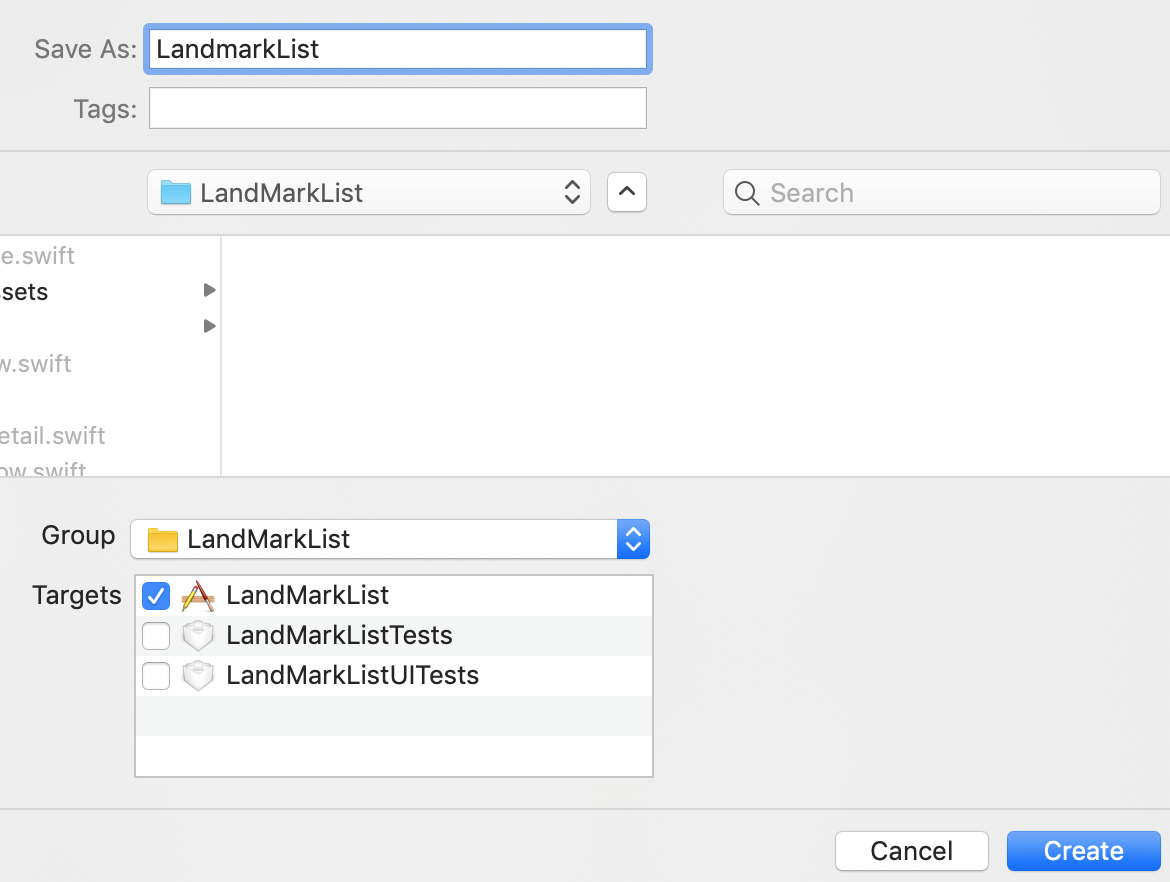 Save As: LandmarkList
Tags:
LandMarkList
Search
e.swift
sets
w.swift
etail.swift
ow.swift
Group LandMarkList
Targets LandMarkList
LandMarkListTests
LandMarkListUITests
Cancel Create